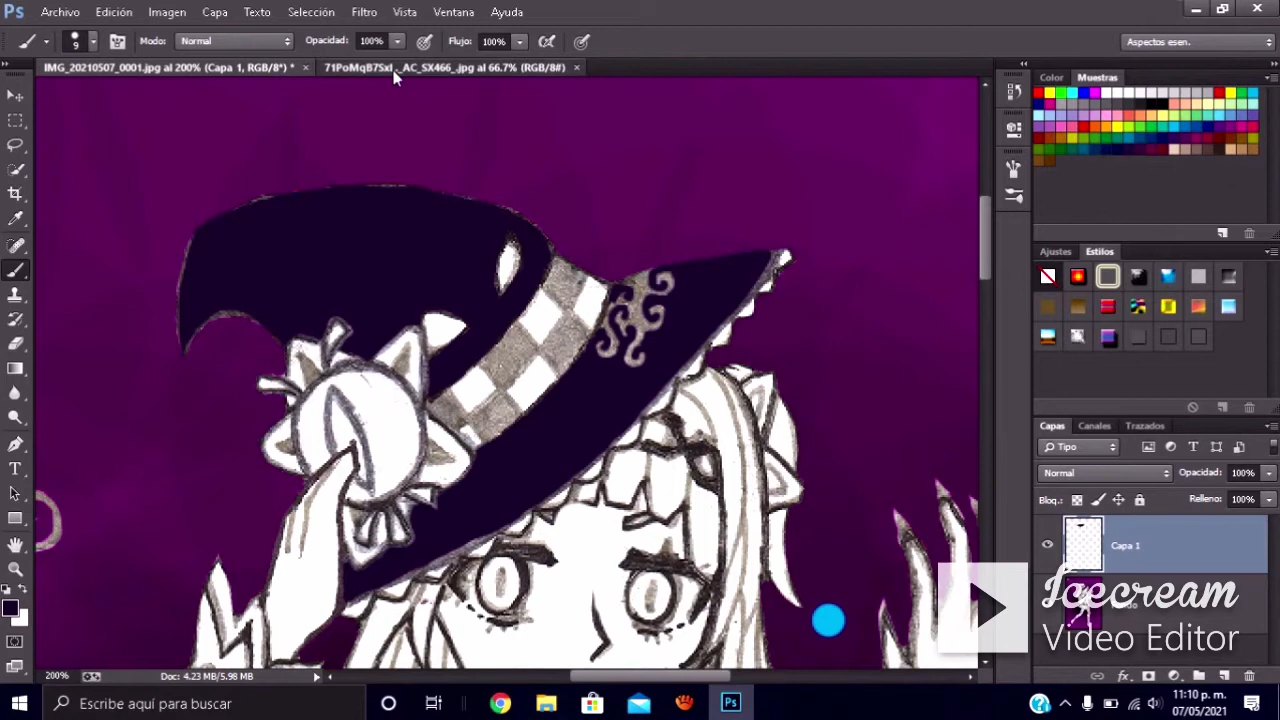 Ps Archivo Edición Imagen Capa Texto Selección Filtro Vista Ventana Ayuda
9 Modo: Normal Opacidad: 100% Flujo: 100% Aspectos esen.
IMG_20210507_0001.jpg al 200% (Capa 1, RGB/8*) * × 71PoMqB7SxL._AC_SX466_.jpg al 66.7% (RGB/8#) ×
Color Muestras
Ajustes Estilos
Capas Canales Trazados
Tipo
Normal Opacidad: 100%
Bloq.: Relleno: 100%
Capa 1
Icecream
Video Editor
200% Doc: 4.23 MB/5.98 MB
Escribe aquí para buscar
Ps
11:10 p. m.
07/05/2021